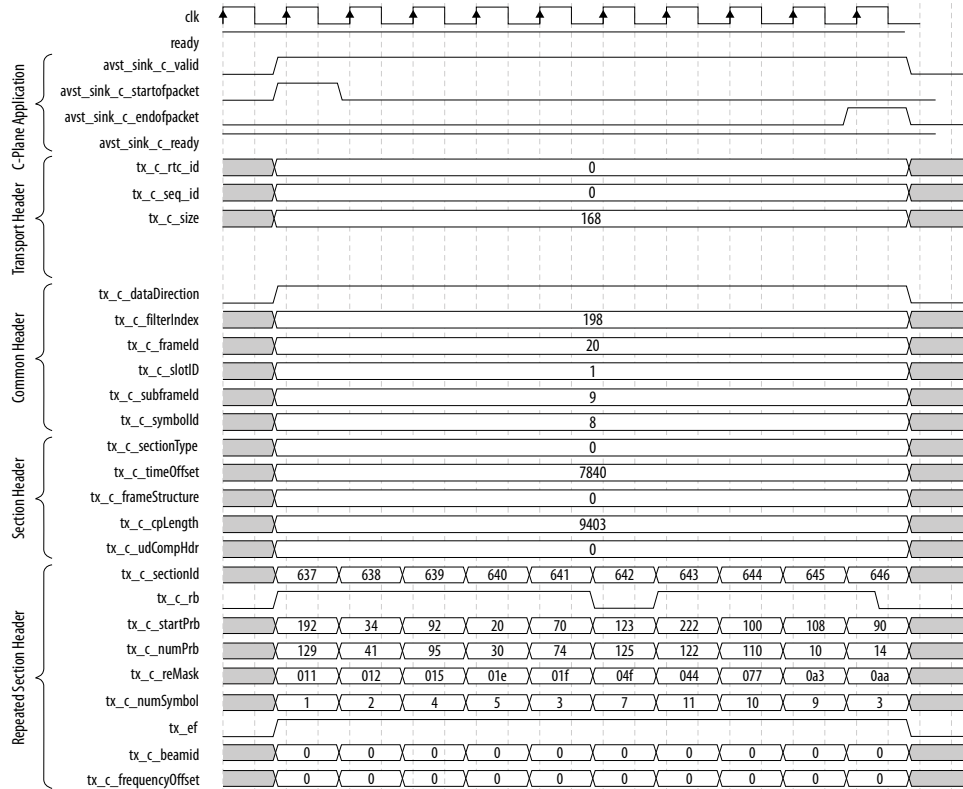 clk
ready
C-Plane Application
avst_sink_c_valid
avst_sink_c_startofpacket
avst_sink_c_endofpacket
avst_sink_c_ready
Transport Header
tx_c_rtc_id 0
tx_c_seq_id 0
tx_c_size 168
Common Header
tx_c_dataDirection
tx_c_filterIndex 198
tx_c_frameId 20
tx_c_slotID 1
tx_c_subframeId 9
tx_c_symbolId 8
Section Header
tx_c_sectionType 0
tx_c_timeOffset 7840
tx_c_frameStructure 0
tx_c_cpLength 9403
tx_c_udCompHdr 0
Repeated Section Header
tx_c_sectionId 637 638 639 640 641 642 643 644 645 646
tx_c_rb
tx_c_startPrb 192 34 92 20 70 123 222 100 108 90
tx_c_numPrb 129 41 95 30 74 125 122 110 10 14
tx_c_reMask 011 012 015 01e 01f 04f 044 077 0a3 0aa
tx_c_numSymbol 1 2 4 5 3 7 11 10 9 3
tx_ef
tx_c_beamid 0 0 0 0 0 0 0 0 0 0
tx_c_frequencyOffset 0 0 0 0 0 0 0 0 0 0